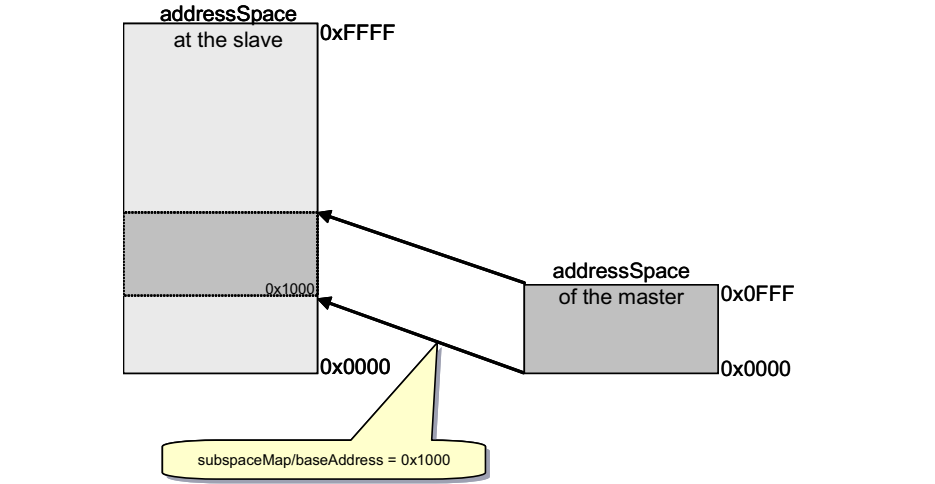 addressSpace
at the slave
0xFFFF
0x1000
0x0000
addressSpace
of the master
0x0FFF
0x0000
subspaceMap/baseAddress = 0x1000